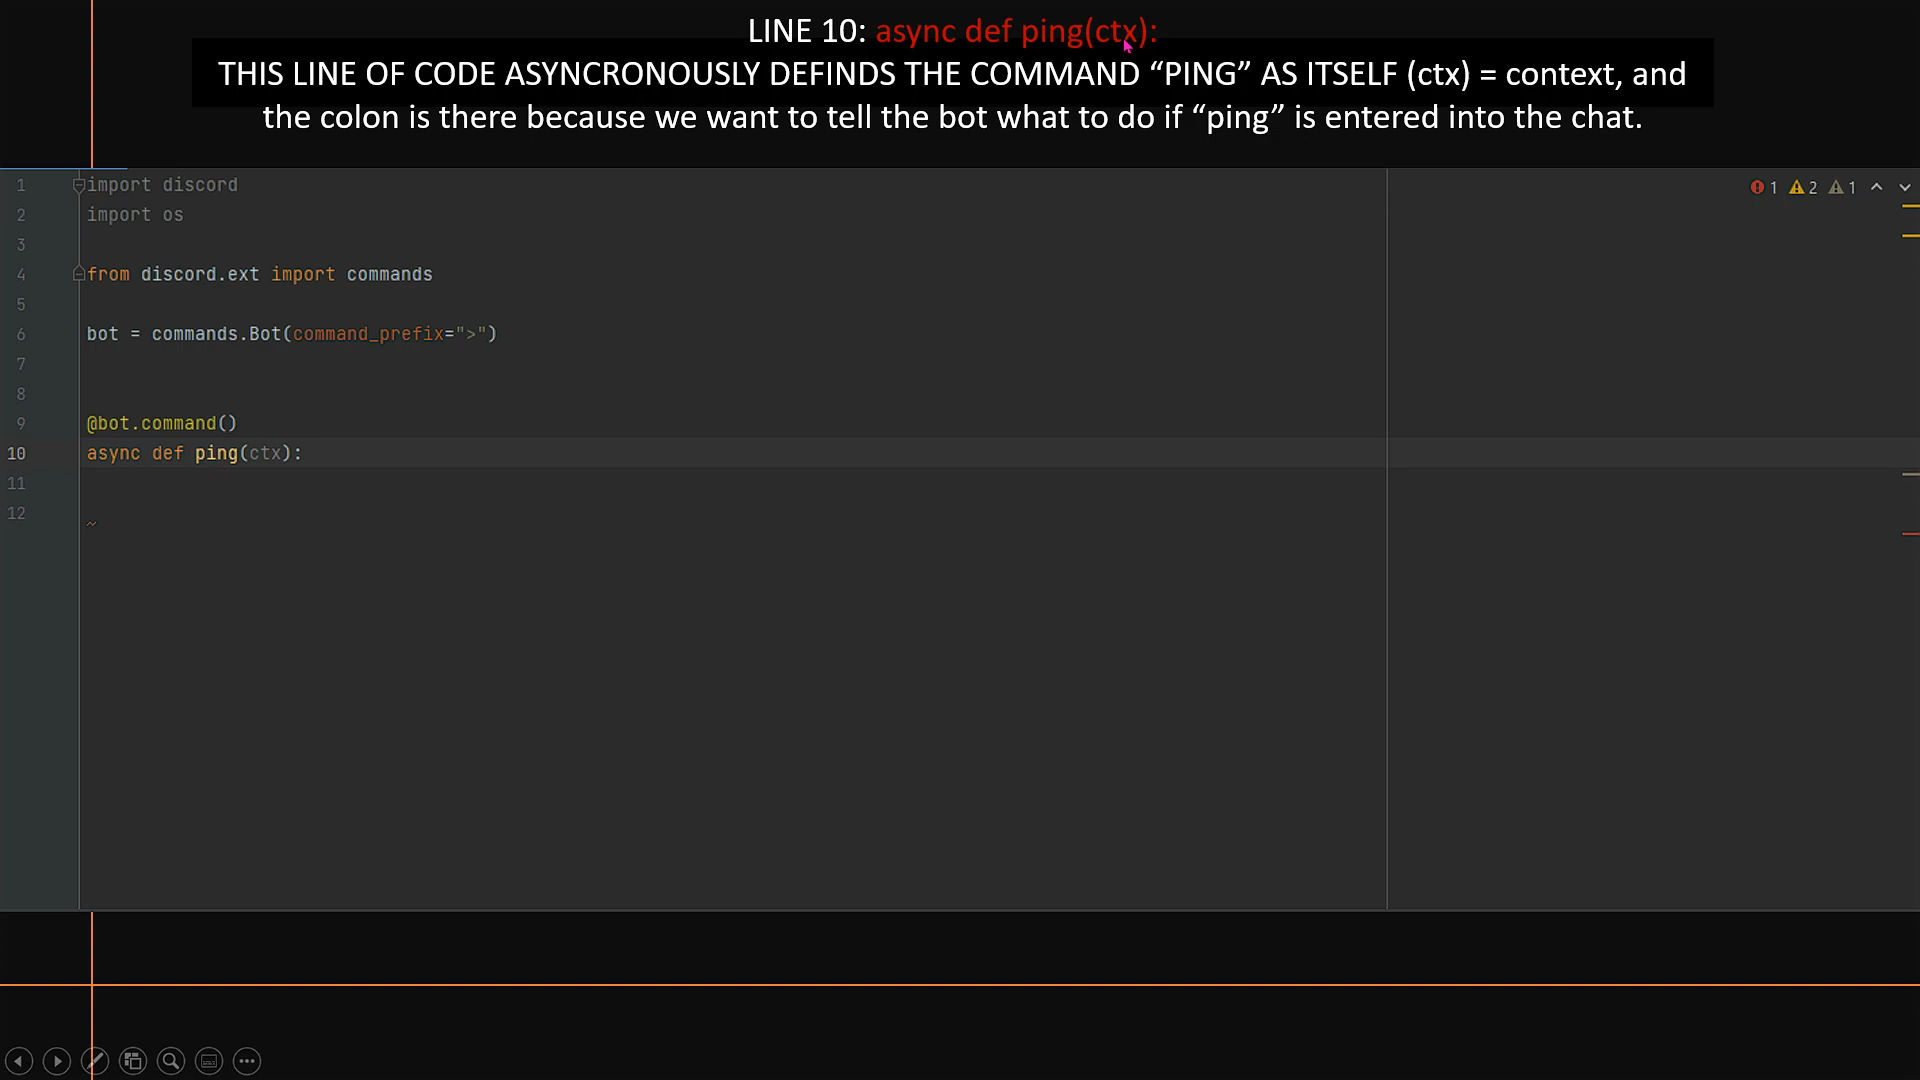 LINE 10: async def ping(ctx):
THIS LINE OF CODE ASYNCRONOUSLY DEFINDS THE COMMAND “PING” AS ITSELF (ctx) = context, and
the colon is there because we want to tell the bot what to do if “ping” is entered into the chat.
1 import discord 1 2 1
2 import os
3
4 from discord.ext import commands
5
6 bot = commands.Bot(command_prefix=">")
7
8
9 @bot.command()
10 async def ping(ctx):
11
12